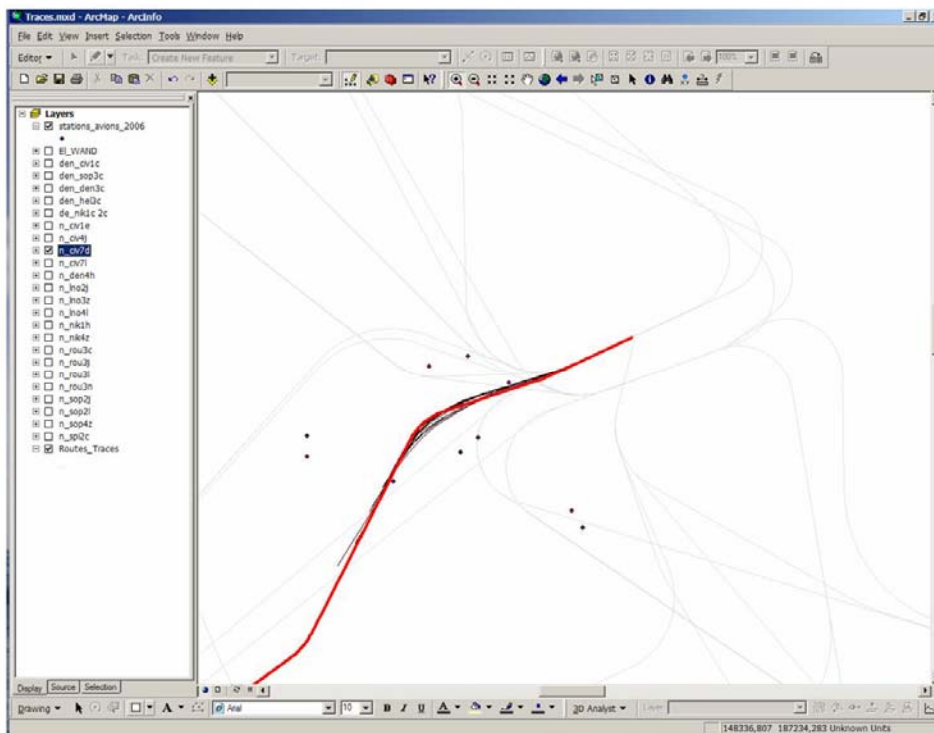 Traces.mxd - ArcMap - ArcInfo
File Edit View Insert Selection Tools Window Help
Editor Task: Create New Feature Target: 100%
Layers
stations_avions_2006
El_WAND
den_civ1c
den_sop3c
den_den3c
den_hel3c
de_nik1c 2c
n_civ1e
n_civ4j
n_civ7d
n_civ7l
n_den4h
n_lno2j
n_lno3z
n_lno4l
n_nik1h
n_nik4z
n_rou3c
n_rou3j
n_rou3l
n_rou3n
n_sop2j
n_sop2l
n_sop4z
n_spi2c
Routes_Traces
Display Source Selection
Drawing A Arial 10 B I U A 3D Analyst Layer:
148336,807 187234,283 Unknown Units